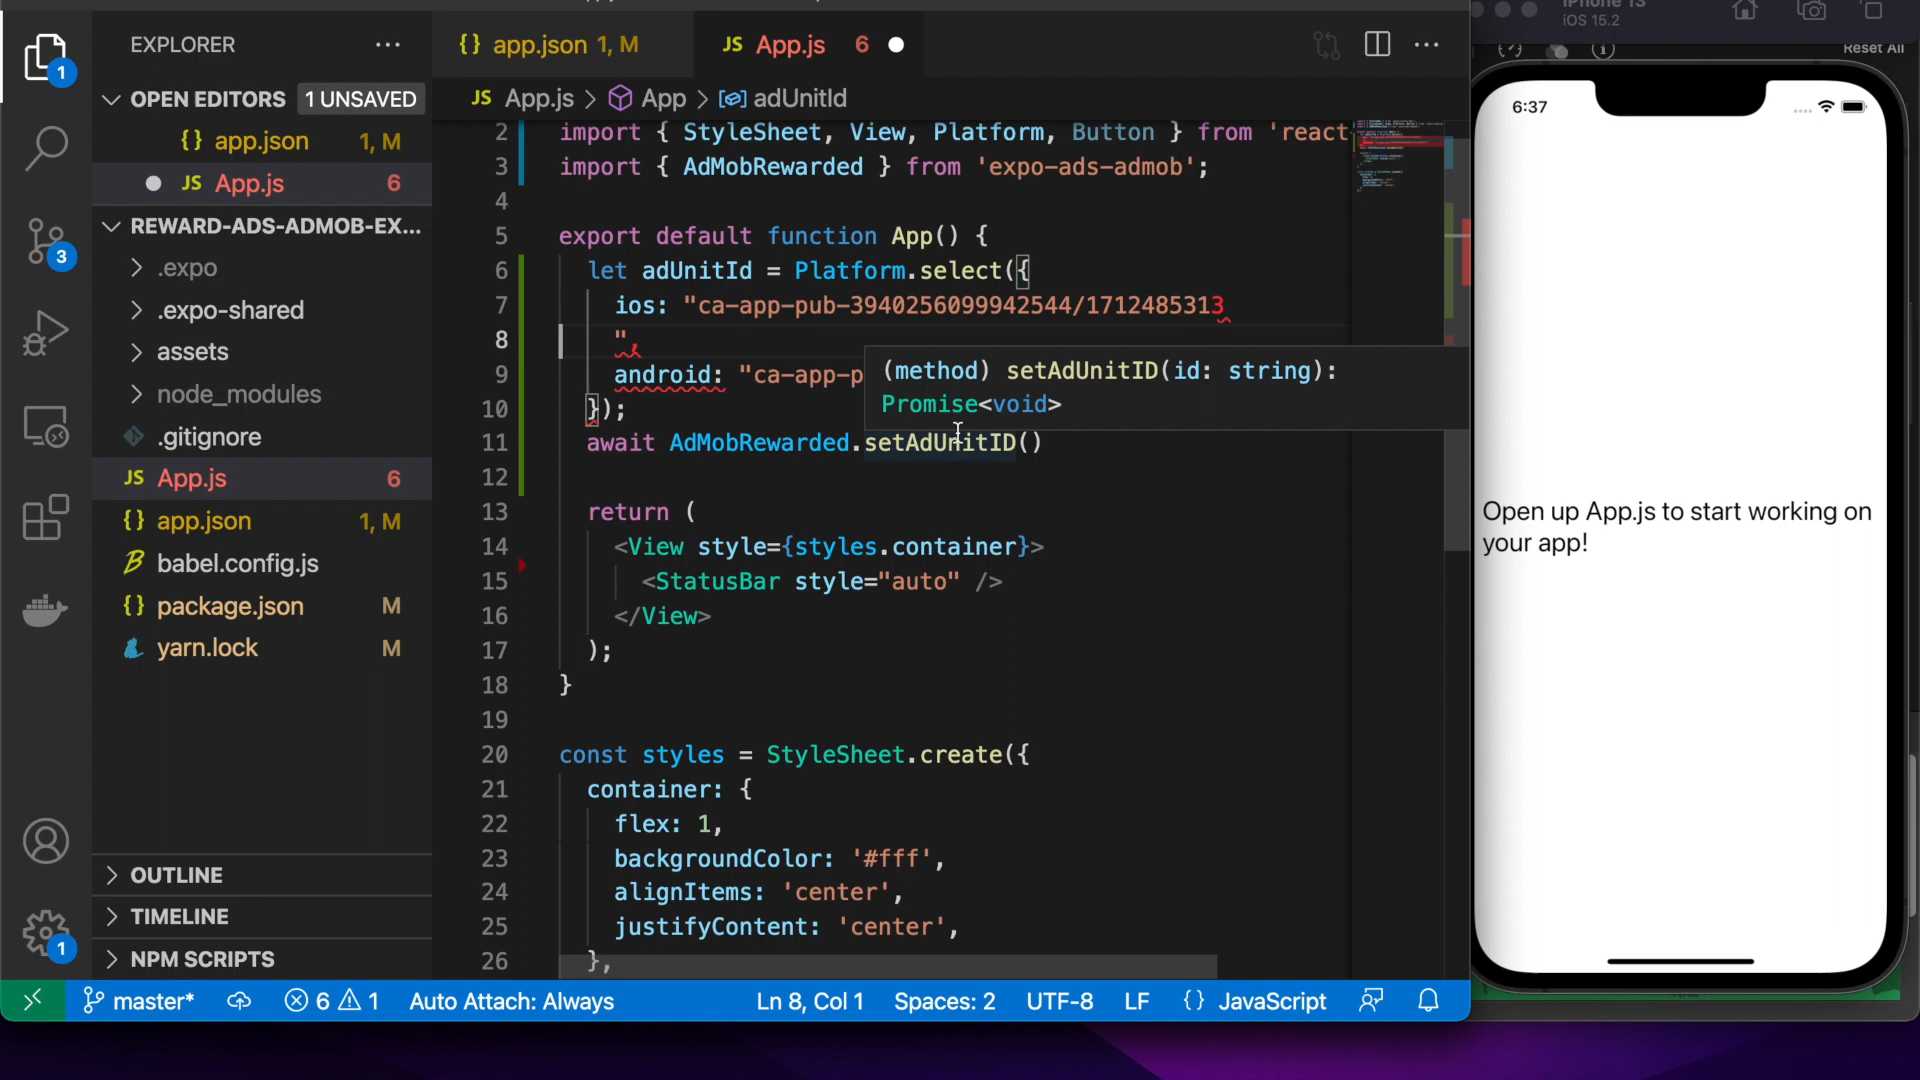 iPhone 13
iOS 15.2
Reset All
EXPLORER
OPEN EDITORS
1 UNSAVED
{} app.json 1, M
JS App.js 6
REWARD-ADS-ADMOB-EX...
.expo
.expo-shared
assets
node_modules
.gitignore
JS App.js 6
{} app.json 1, M
babel.config.js
{} package.json M
yarn.lock M
OUTLINE
TIMELINE
NPM SCRIPTS
1
3
1
{} app.json 1, M
JS App.js 6
JS App.js > App > adUnitId
2 import { StyleSheet, View, Platform, Button } from 'react
3 import { AdMobRewarded } from 'expo-ads-admob';
4
5 export default function App() {
6 let adUnitId = Platform.select({
7 ios: "ca-app-pub-3940256099942544/1712485313
8 ",
9 android: "ca-app-p
10 });
11 await AdMobRewarded.setAdUnitID()
12
13 return (
14 <View style={styles.container}>
15 <StatusBar style="auto" />
16 </View>
17 );
18 }
19
20 const styles = StyleSheet.create({
21 container: {
22 flex: 1,
23 backgroundColor: '#fff',
24 alignItems: 'center',
25 justifyContent: 'center',
26 },
(method) setAdUnitID(id: string):
Promise<void>
master* 6 1 Auto Attach: Always Ln 8, Col 1 Spaces: 2 UTF-8 LF {} JavaScript
6:37
Open up App.js to start working on
your app!